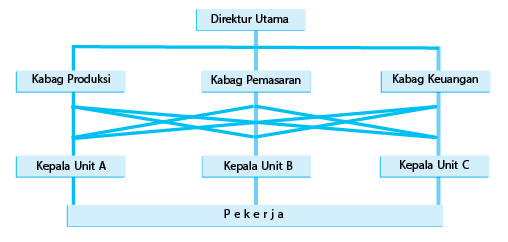 Direktur Utama
Kabag Produksi
Kabag Pemasaran
Kabag Keuangan
Kepala Unit A
Kepala Unit B
Kepala Unit C
P e k e r j a